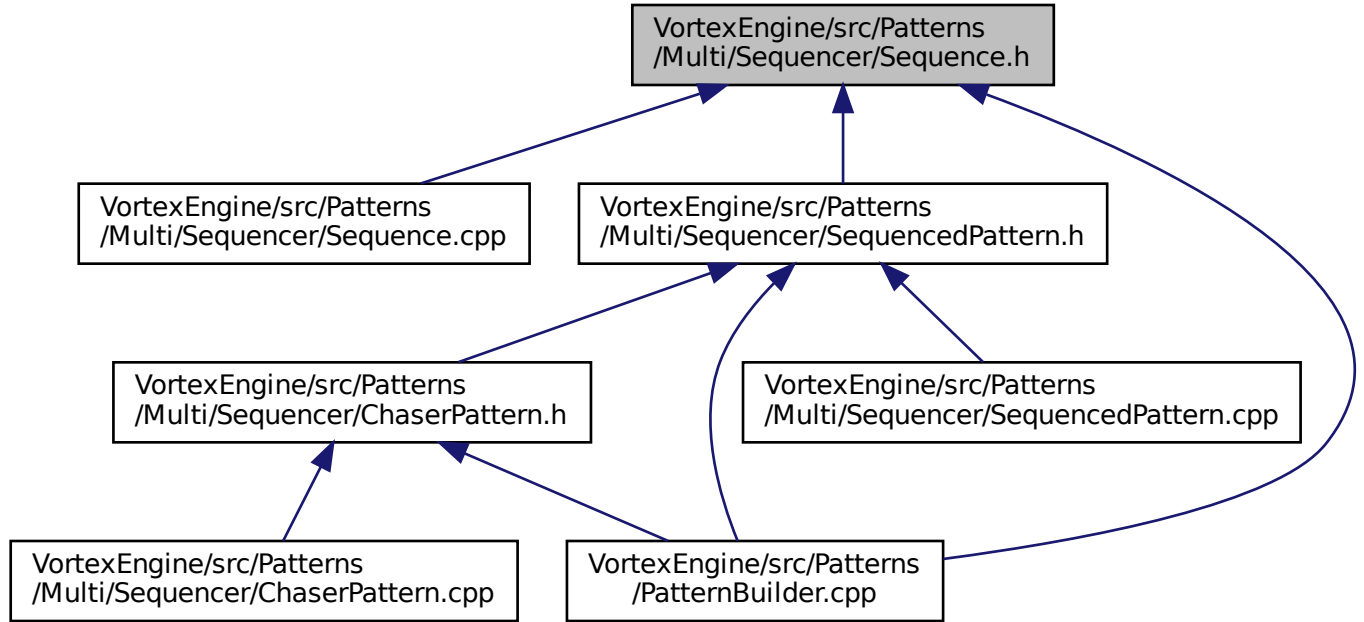 VortexEngine/src/Patterns
/Multi/Sequencer/Sequence.h
VortexEngine/src/Patterns
/Multi/Sequencer/Sequence.cpp
VortexEngine/src/Patterns
/Multi/Sequencer/SequencedPattern.h
VortexEngine/src/Patterns
/Multi/Sequencer/ChaserPattern.h
VortexEngine/src/Patterns
/Multi/Sequencer/SequencedPattern.cpp
VortexEngine/src/Patterns
/Multi/Sequencer/ChaserPattern.cpp
VortexEngine/src/Patterns
/PatternBuilder.cpp